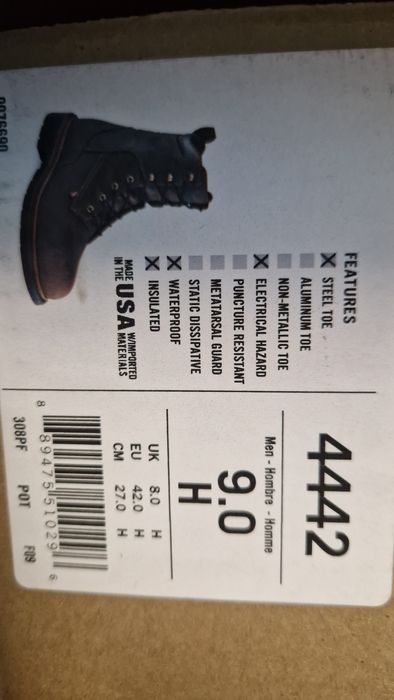 FEATURES
X STEEL TOE
ALUMINUM TOE
NON-METALLIC TOE
X ELECTRICAL HAZARD
PUNCTURE RESISTANT
METATARSAL GUARD
STATIC DISSIPATIVE
X WATERPROOF
X INSULATED
MADE IN THE USA W/IMPORTED MATERIALS
4442
Men - Hombre - Homme
9.0
H
UK 8.0 H
EU 42.0 H
CM 27.0 H
8 89475 51029 6
308PF POT F09